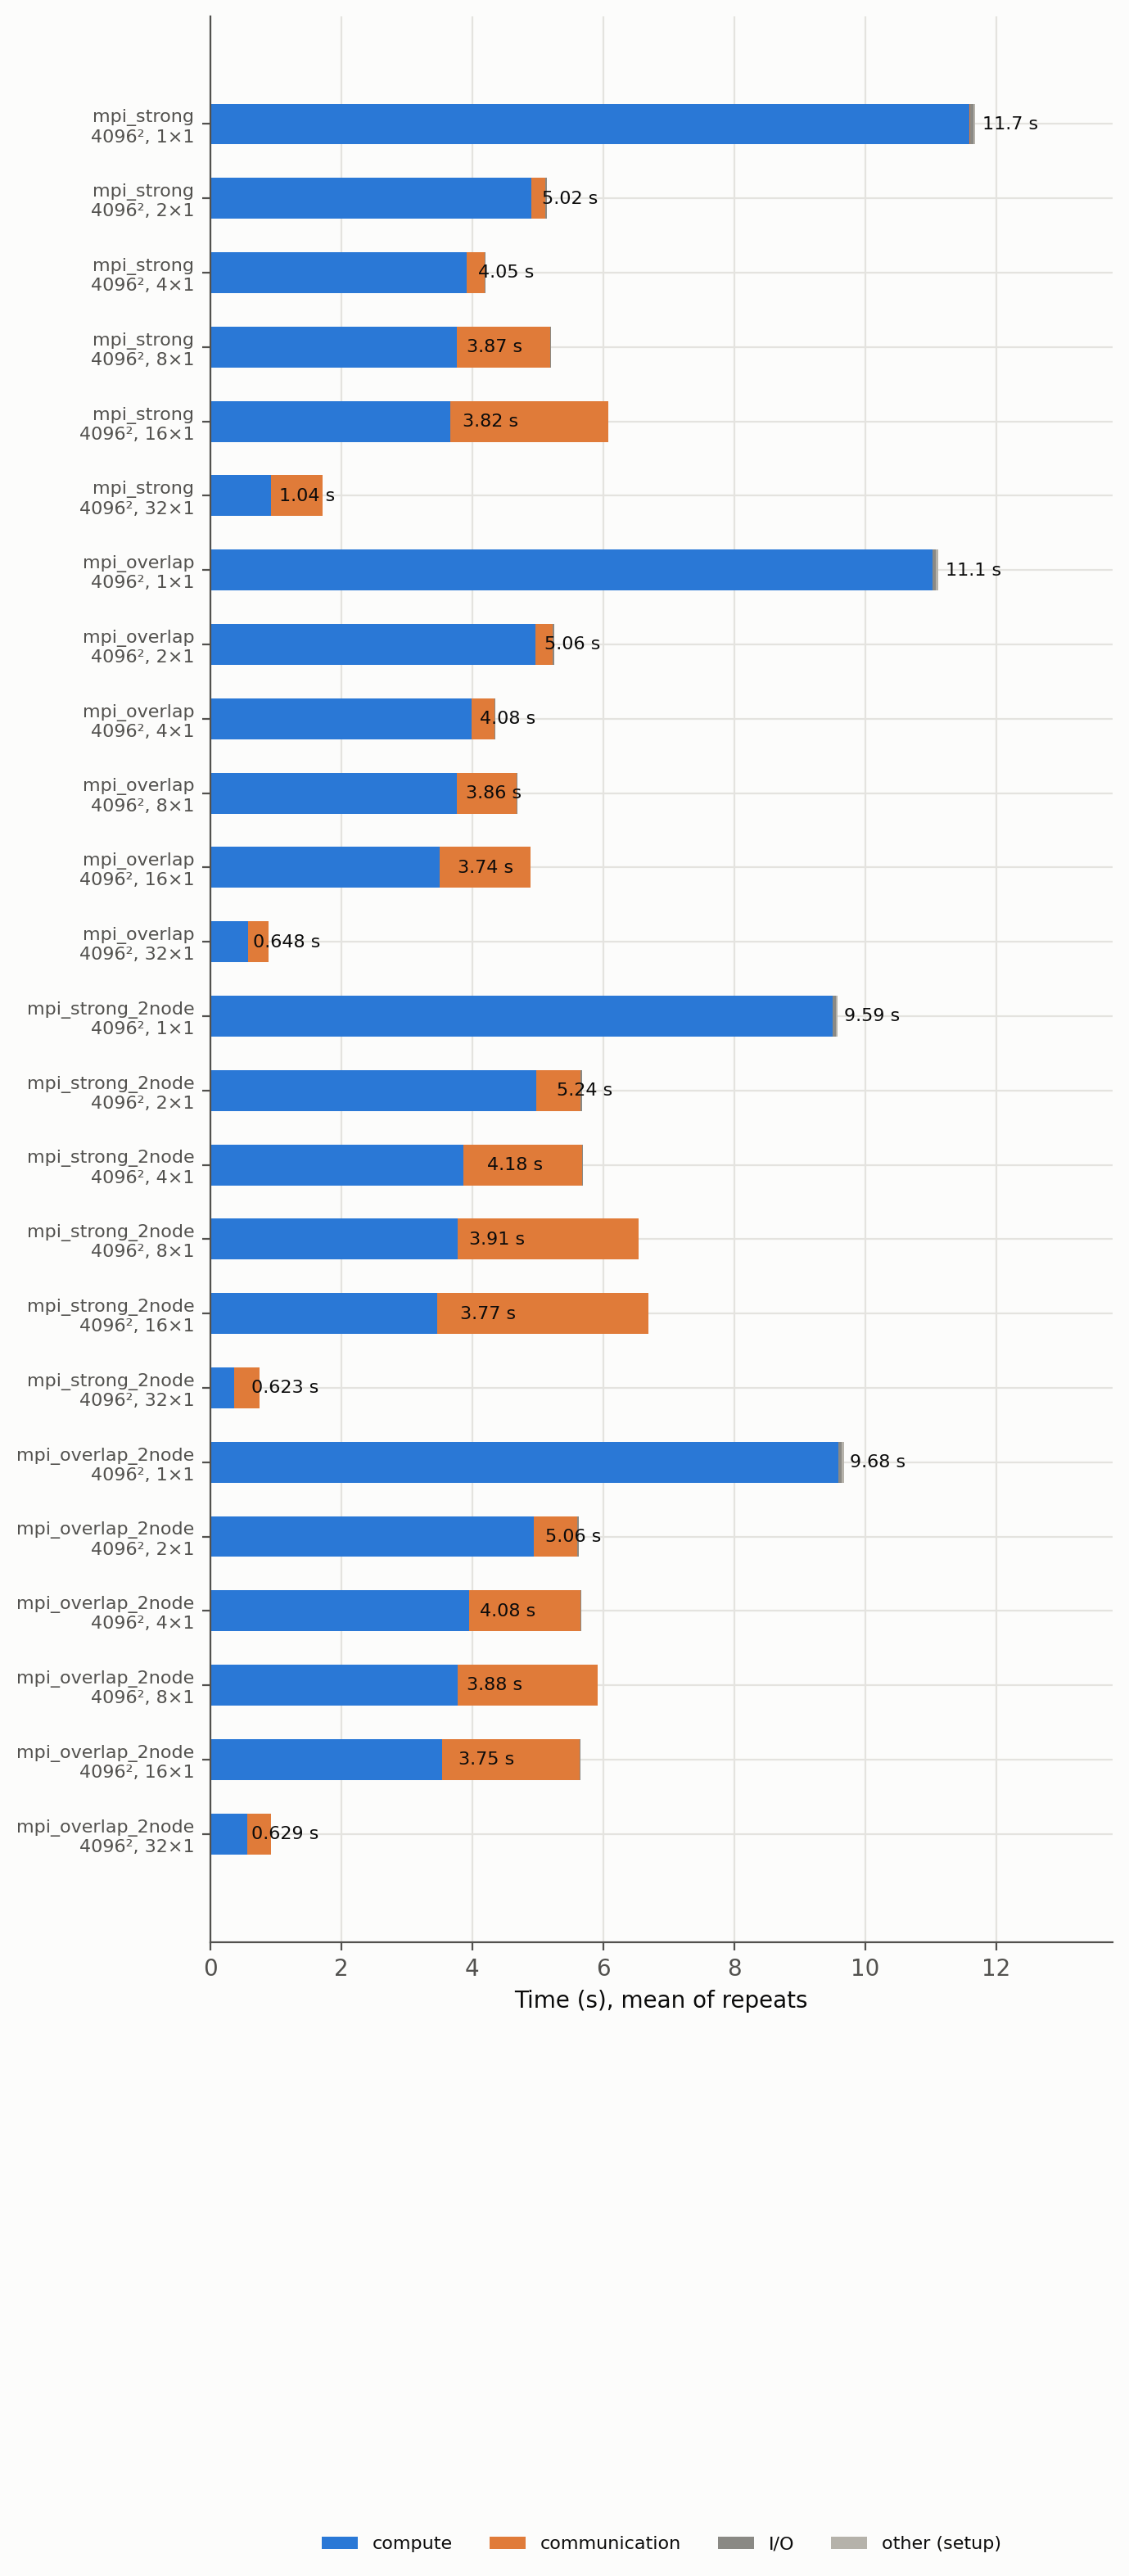 mpi_strong
4096², 1×1
11.7 s
mpi_strong
4096², 2×1
5.02 s
mpi_strong
4096², 4×1
4.05 s
mpi_strong
4096², 8×1
3.87 s
mpi_strong
4096², 16×1
3.82 s
mpi_strong
4096², 32×1
1.04 s
mpi_overlap
4096², 1×1
11.1 s
mpi_overlap
4096², 2×1
5.06 s
mpi_overlap
4096², 4×1
4.08 s
mpi_overlap
4096², 8×1
3.86 s
mpi_overlap
4096², 16×1
3.74 s
mpi_overlap
4096², 32×1
0.648 s
mpi_strong_2node
4096², 1×1
9.59 s
mpi_strong_2node
4096², 2×1
5.24 s
mpi_strong_2node
4096², 4×1
4.18 s
mpi_strong_2node
4096², 8×1
3.91 s
mpi_strong_2node
4096², 16×1
3.77 s
mpi_strong_2node
4096², 32×1
0.623 s
mpi_overlap_2node
4096², 1×1
9.68 s
mpi_overlap_2node
4096², 2×1
5.06 s
mpi_overlap_2node
4096², 4×1
4.08 s
mpi_overlap_2node
4096², 8×1
3.88 s
mpi_overlap_2node
4096², 16×1
3.75 s
mpi_overlap_2node
4096², 32×1
0.629 s
0 2 4 6 8 10 12
Time (s), mean of repeats
compute communication I/O other (setup)